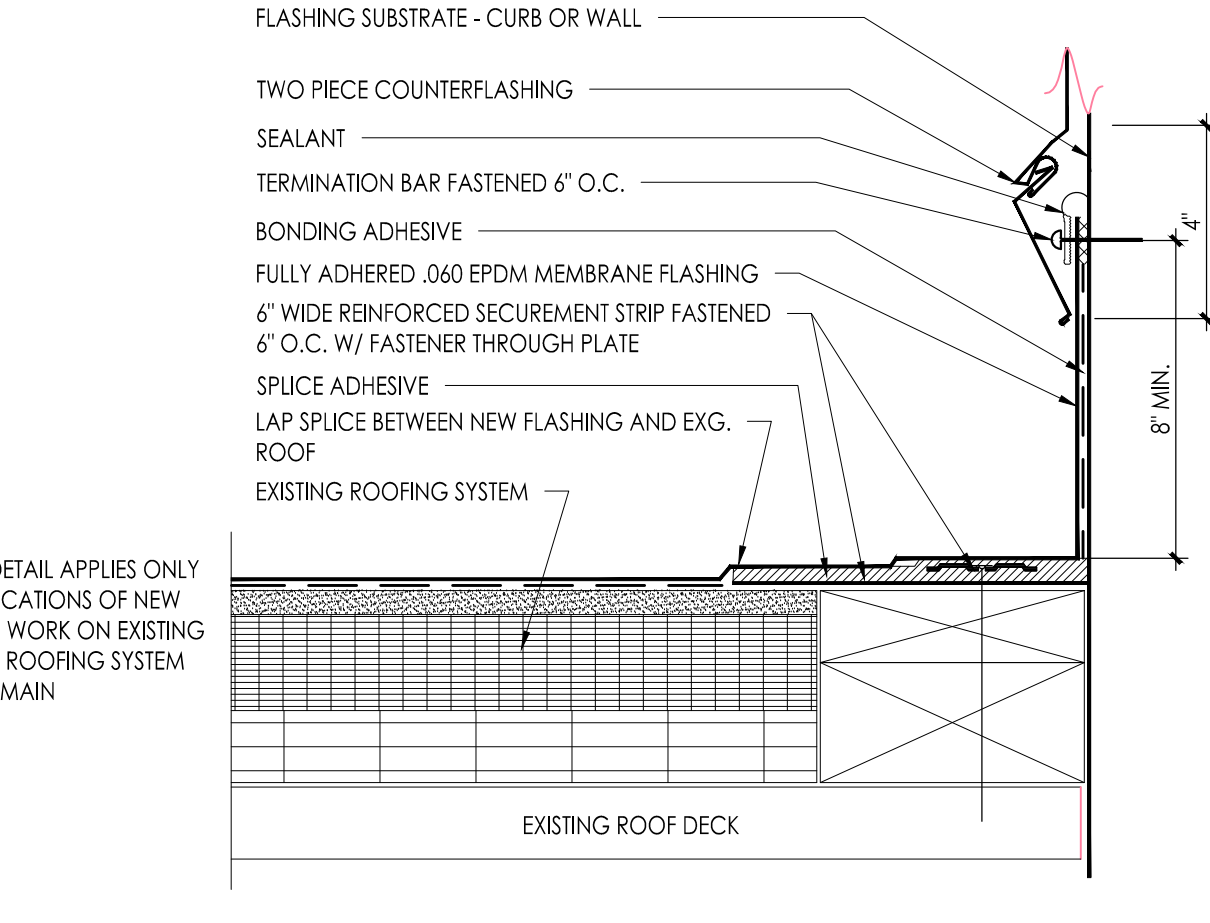 FLASHING SUBSTRATE - CURB OR WALL
TWO PIECE COUNTERFLASHING
SEALANT
TERMINATION BAR FASTENED 6" O.C.
BONDING ADHESIVE
FULLY ADHERED .060 EPDM MEMBRANE FLASHING
6" WIDE REINFORCED SECUREMENT STRIP FASTENED
6" O.C. W/ FASTENER THROUGH PLATE
SPLICE ADHESIVE
LAP SPLICE BETWEEN NEW FLASHING AND EXG.
ROOF
EXISTING ROOFING SYSTEM
4"
8" MIN.
DETAIL APPLIES ONLY
CATIONS OF NEW
WORK ON EXISTING
ROOFING SYSTEM
MAIN
EXISTING ROOF DECK